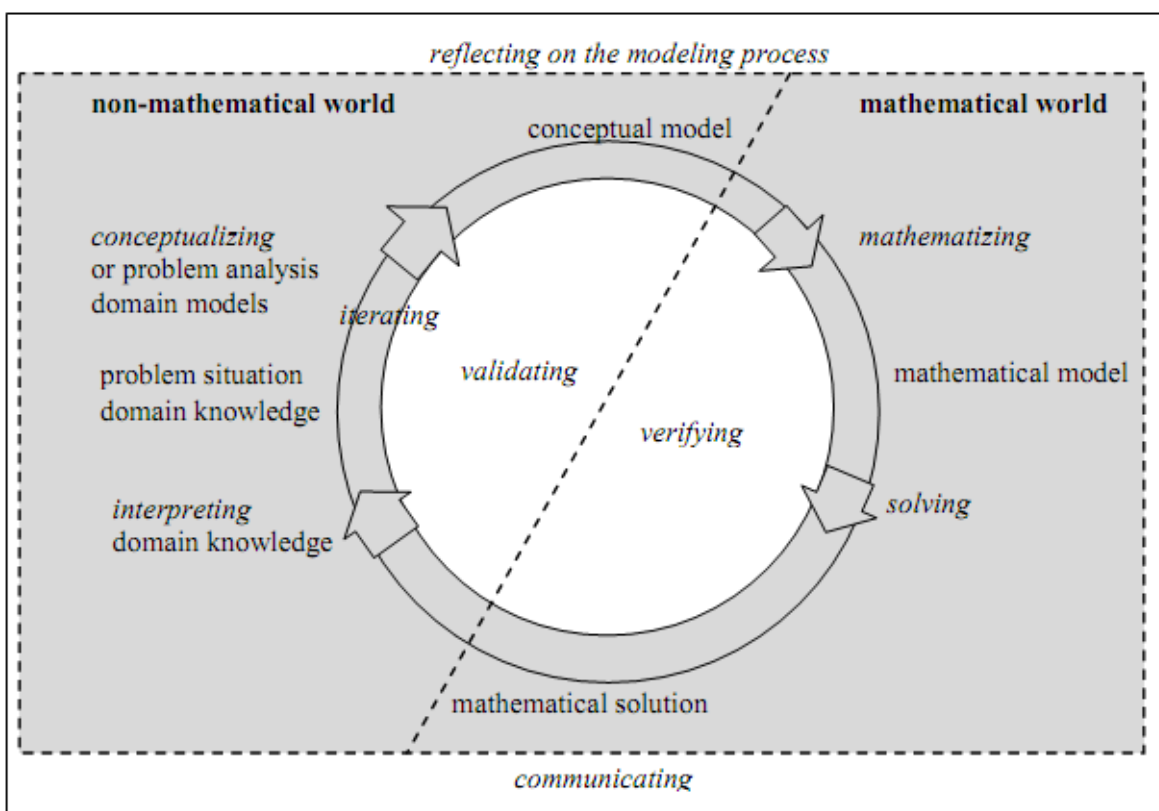 reflecting on the modeling process
non-mathematical world
mathematical world
conceptual model
conceptualizing
or problem analysis
domain models
mathematizing
iterating
validating
problem situation
domain knowledge
mathematical model
verifying
interpreting
domain knowledge
solving
mathematical solution
communicating